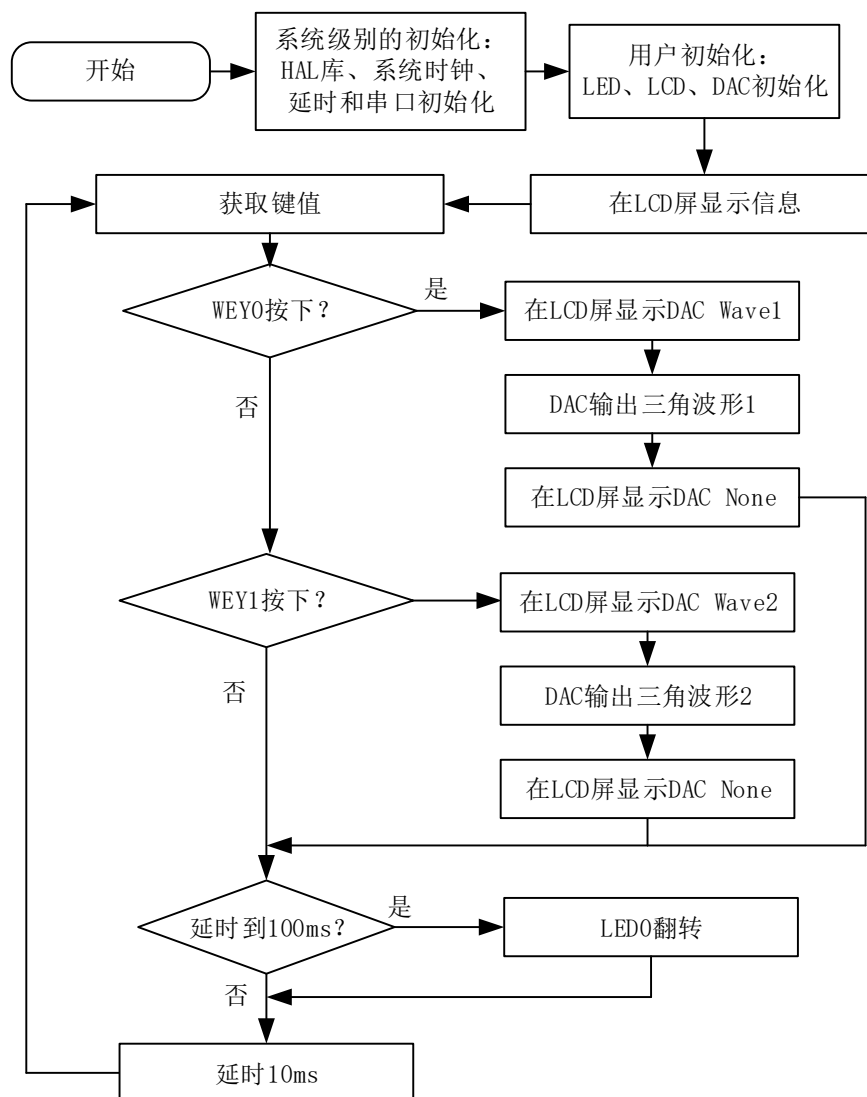 开始
系统级别的初始化：
HAL库、系统时钟、
延时和串口初始化
用户初始化：
LED、LCD、DAC初始化
获取键值
在LCD屏显示信息
WEY0按下？
是
在LCD屏显示DAC Wave1
否
DAC输出三角波形1
在LCD屏显示DAC None
WEY1按下？
在LCD屏显示DAC Wave2
否
DAC输出三角波形2
在LCD屏显示DAC None
延时到100ms？
是
LED0翻转
否
延时10ms